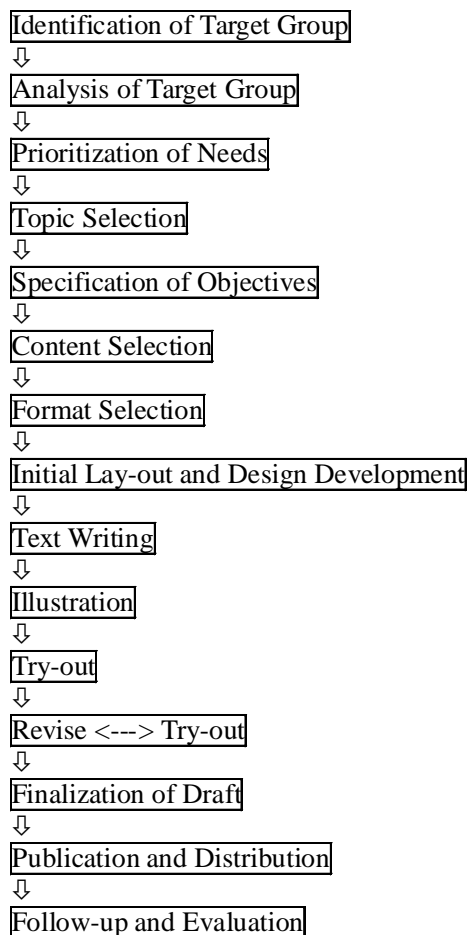 Identification of Target Group
⇩
Analysis of Target Group
⇩
Prioritization of Needs
⇩
Topic Selection
⇩
Specification of Objectives
⇩
Content Selection
⇩
Format Selection
⇩
Initial Lay-out and Design Development
⇩
Text Writing
⇩
Illustration
⇩
Try-out
⇩
Revise <---> Try-out
⇩
Finalization of Draft
⇩
Publication and Distribution
⇩
Follow-up and Evaluation